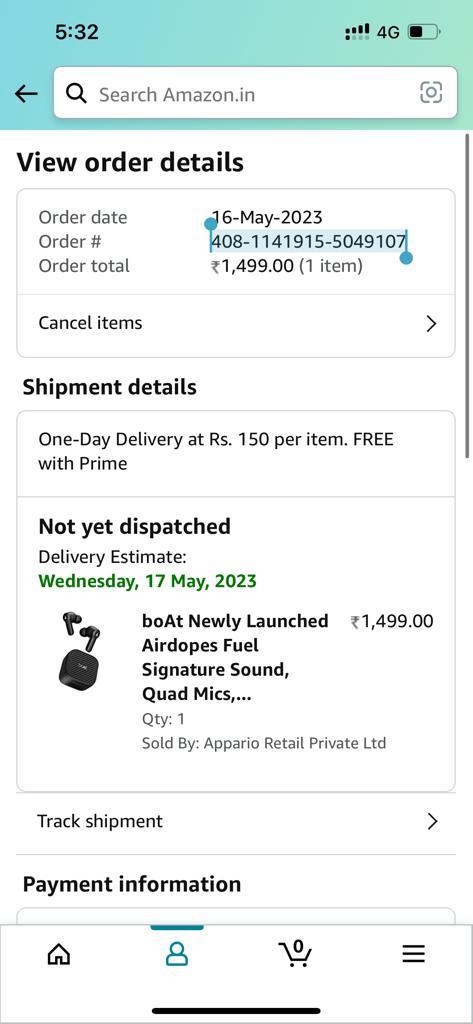 5:32
4G
Search Amazon.in
View order details
Order date 16-May-2023
Order # 408-1141915-5049107
Order total ₹1,499.00 (1 item)
Cancel items
Shipment details
One-Day Delivery at Rs. 150 per item. FREE
with Prime
Not yet dispatched
Delivery Estimate:
Wednesday, 17 May, 2023
boAt Newly Launched ₹1,499.00
Airdopes Fuel
Signature Sound,
Quad Mics,...
Qty: 1
Sold By: Appario Retail Private Ltd
Track shipment
Payment information
0